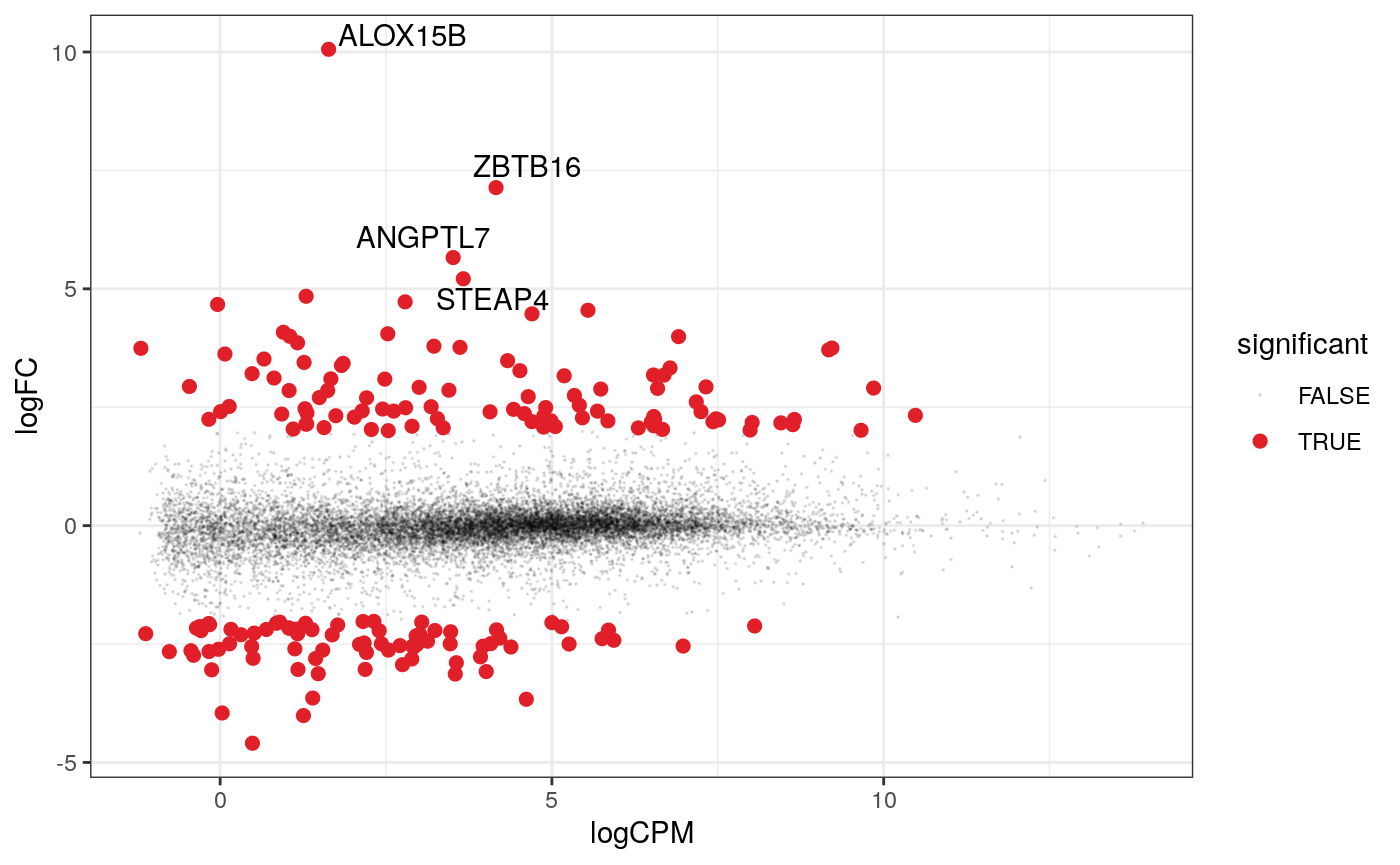 ALOX15B
10
ZBTB16
ANGPTL7
5
STEAP4
significant
FALSE
TRUE
logFC
0
-5
0 5 10
logCPM